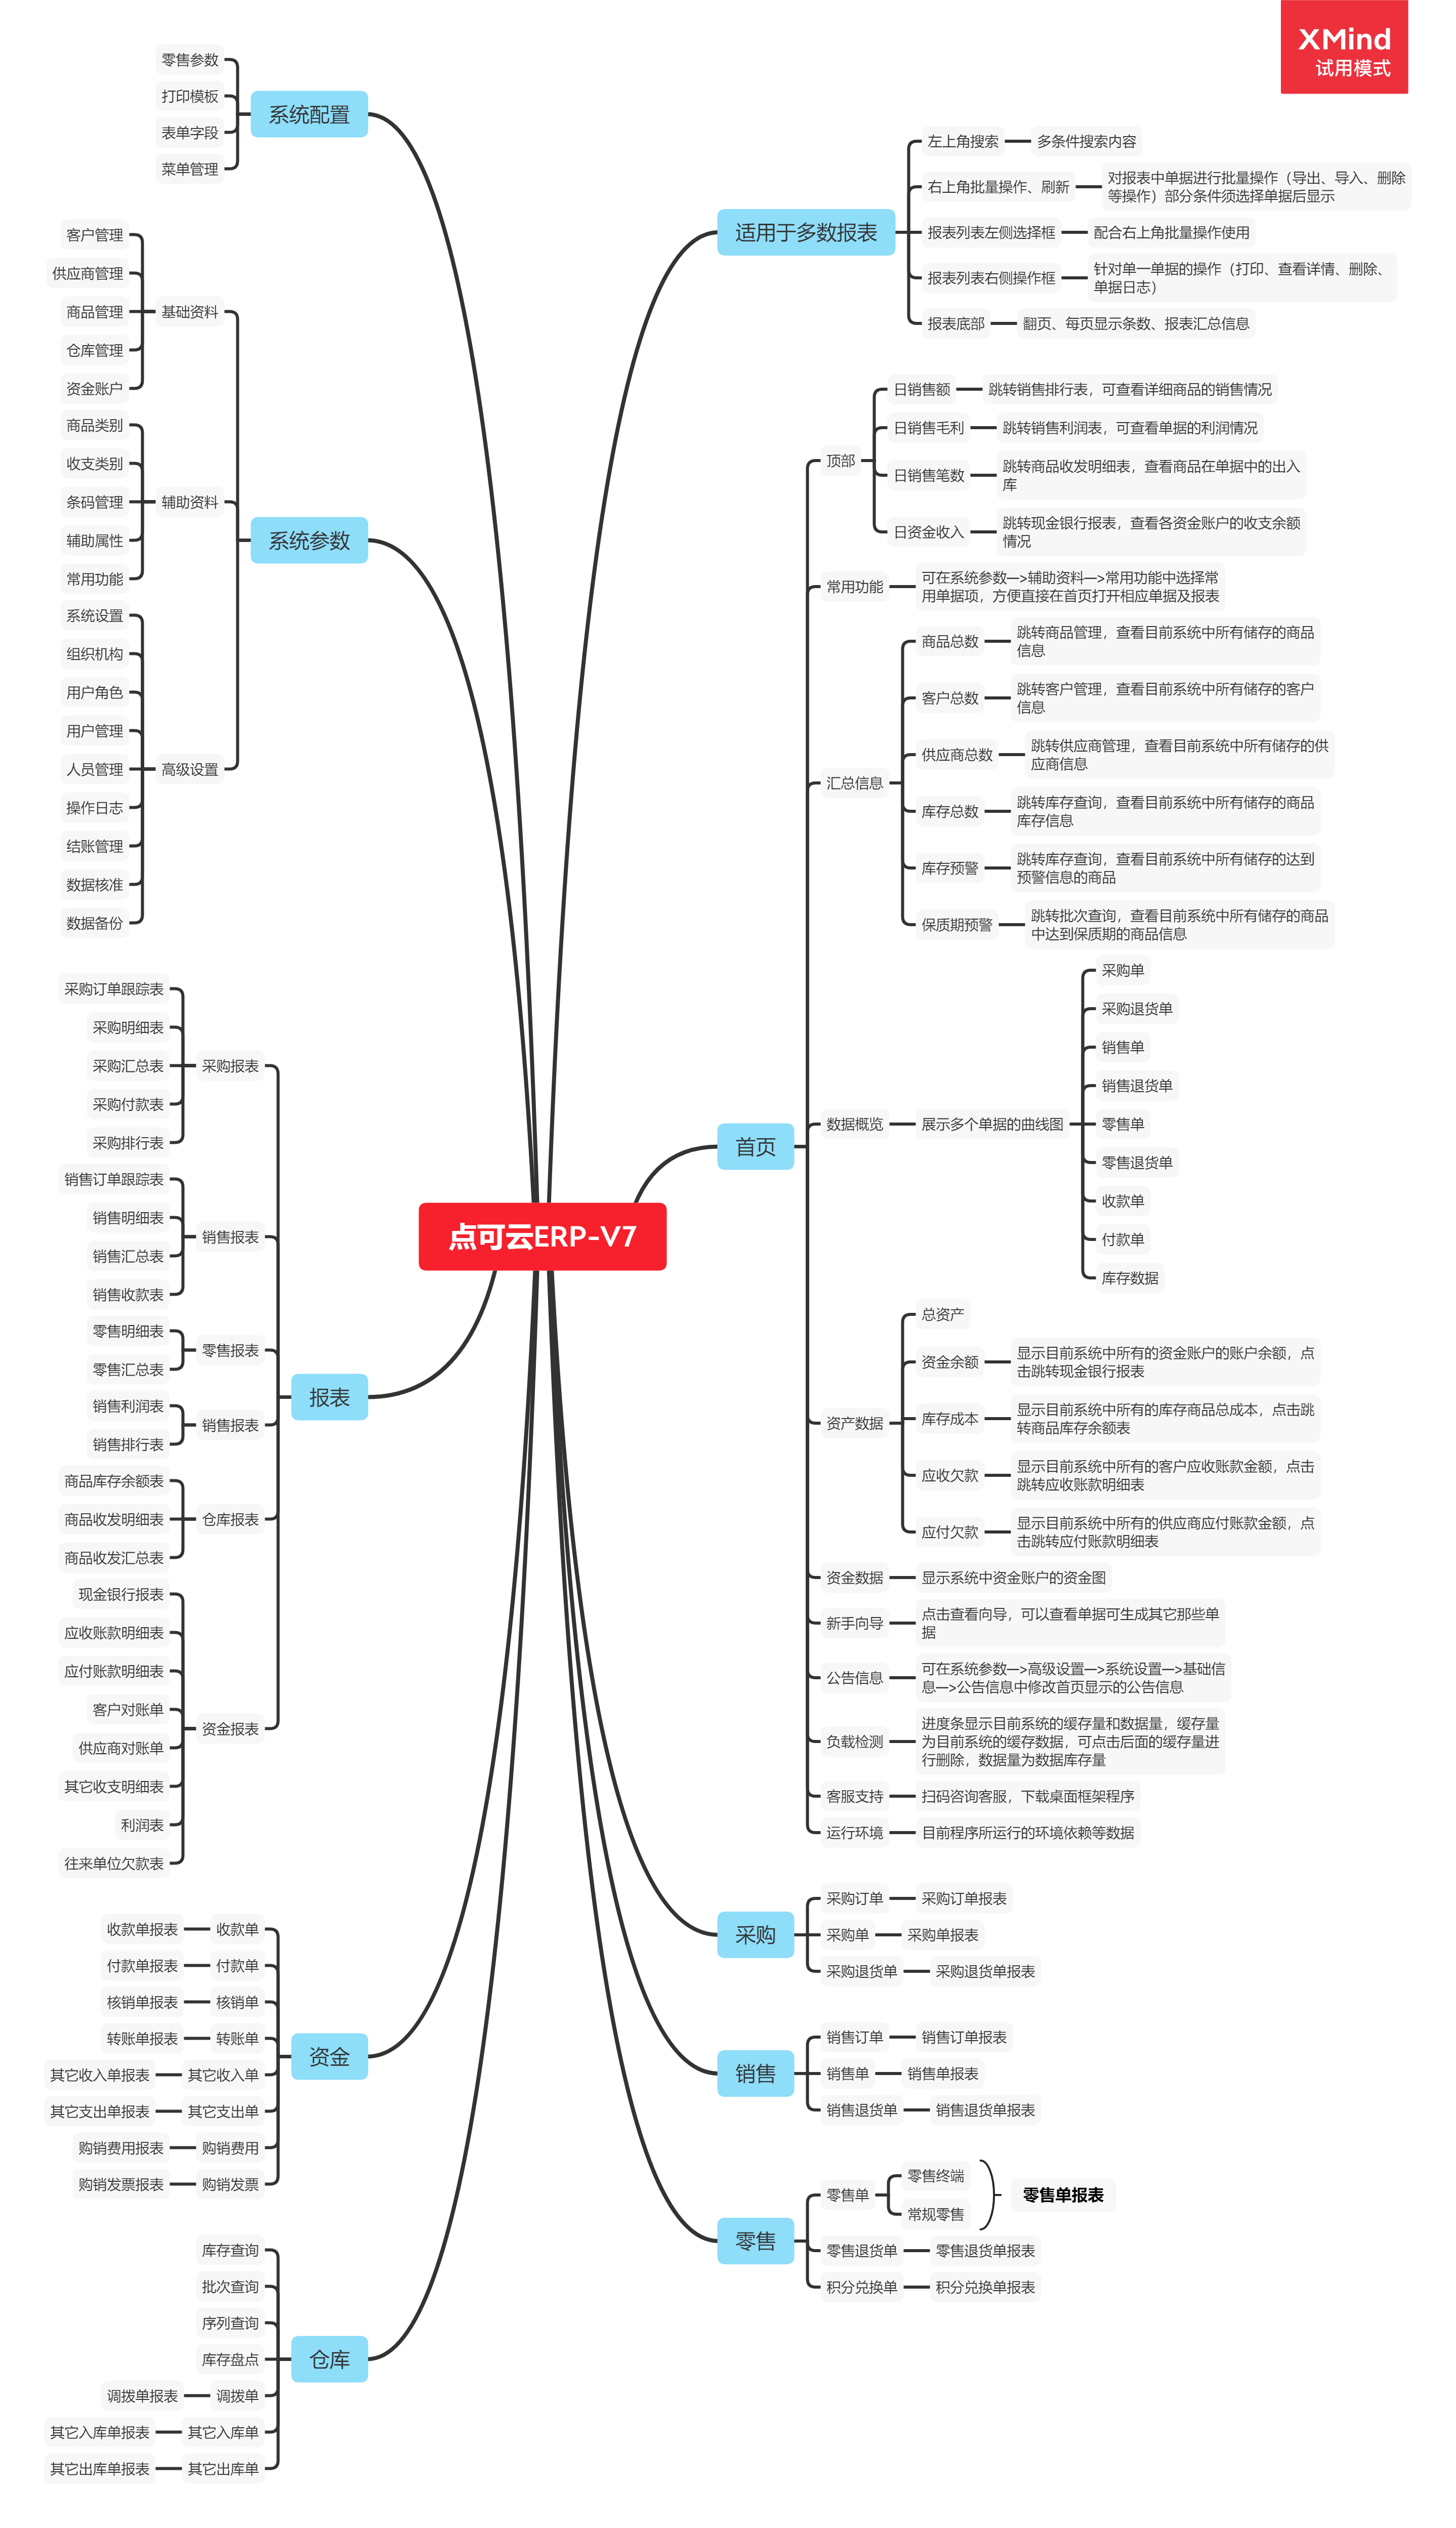 XMind
试用模式
点可云ERP-V7
适用于多数报表
左上角搜索
多条件搜索内容
右上角批量操作、刷新
对报表中单据进行批量操作（导出、导入、删除
等操作）部分条件须选择单据后显示
报表列表左侧选择框
配合右上角批量操作使用
报表列表右侧操作框
针对单一单据的操作（打印、查看详情、删除、
单据日志）
报表底部
翻页、每页显示条数、报表汇总信息
首页
顶部
日销售额
跳转销售排行表，可查看详细商品的销售情况
日销售毛利
跳转销售利润表，可查看单据的利润情况
日销售笔数
跳转商品收发明细表，查看商品在单据中的出入
库
日资金收入
跳转现金银行报表，查看各资金账户的收支余额
情况
常用功能
可在系统参数—>辅助资料—>常用功能中选择常
用单据项，方便直接在首页打开相应单据及报表
汇总信息
商品总数
跳转商品管理，查看目前系统中所有储存的商品
信息
客户总数
跳转客户管理，查看目前系统中所有储存的客户
信息
供应商总数
跳转供应商管理，查看目前系统中所有储存的供
应商信息
库存总数
跳转库存查询，查看目前系统中所有储存的商品
库存信息
库存预警
跳转库存查询，查看目前系统中所有储存的达到
预警信息的商品
保质期预警
跳转批次查询，查看目前系统中所有储存的商品
中达到保质期的商品信息
数据概览
展示多个单据的曲线图
采购单
采购退货单
销售单
销售退货单
零售单
零售退货单
收款单
付款单
库存数据
资产数据
总资产
资金余额
显示目前系统中所有的资金账户的账户余额，点
击跳转现金银行报表
库存成本
显示目前系统中所有的库存商品总成本，点击跳
转商品库存余额表
应收欠款
显示目前系统中所有的客户应收账款金额，点击
跳转应收账款明细表
应付欠款
显示目前系统中所有的供应商应付账款金额，点
击跳转应付账款明细表
资金数据
显示系统中资金账户的资金图
新手向导
点击查看向导，可以查看单据可生成其它那些单
据
公告信息
可在系统参数—>高级设置—>系统设置—>基础信
息—>公告信息中修改首页显示的公告信息
负载检测
进度条显示目前系统的缓存量和数据量，缓存量
为目前系统的缓存数据，可点击后面的缓存量进
行删除，数据量为数据库存量
客服支持
扫码咨询客服，下载桌面框架程序
运行环境
目前程序所运行的环境依赖等数据
采购
采购订单
采购订单报表
采购单
采购单报表
采购退货单
采购退货单报表
销售
销售订单
销售订单报表
销售单
销售单报表
销售退货单
销售退货单报表
零售
零售单
零售终端
常规零售
零售单报表
零售退货单
零售退货单报表
积分兑换单
积分兑换单报表
系统配置
零售参数
打印模板
表单字段
菜单管理
系统参数
基础资料
客户管理
供应商管理
商品管理
仓库管理
资金账户
辅助资料
商品类别
收支类别
条码管理
辅助属性
常用功能
高级设置
系统设置
组织机构
用户角色
用户管理
人员管理
操作日志
结账管理
数据核准
数据备份
报表
采购报表
采购订单跟踪表
采购明细表
采购汇总表
采购付款表
采购排行表
销售报表
销售订单跟踪表
销售明细表
销售汇总表
销售收款表
零售报表
零售明细表
零售汇总表
销售报表
销售利润表
销售排行表
仓库报表
商品库存余额表
商品收发明细表
商品收发汇总表
资金报表
现金银行报表
应收账款明细表
应付账款明细表
客户对账单
供应商对账单
其它收支明细表
利润表
往来单位欠款表
资金
收款单
收款单报表
付款单
付款单报表
核销单
核销单报表
转账单
转账单报表
其它收入单
其它收入单报表
其它支出单
其它支出单报表
购销费用
购销费用报表
购销发票
购销发票报表
仓库
库存查询
批次查询
序列查询
库存盘点
调拨单
调拨单报表
其它入库单
其它入库单报表
其它出库单
其它出库单报表